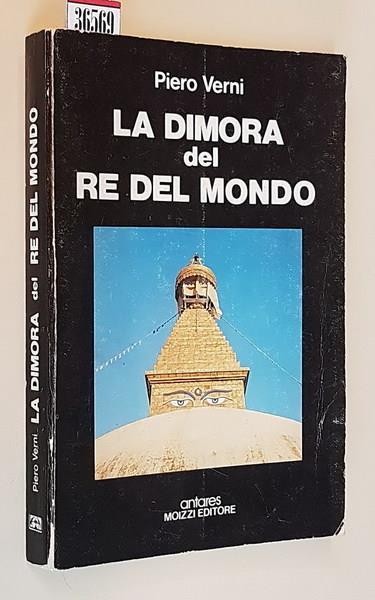 36569
Piero Verni
LA DIMORA
del
RE DEL MONDO
antares
MOIZZI EDITORE
Piero Verni LA DIMORA del RE DEL MONDO